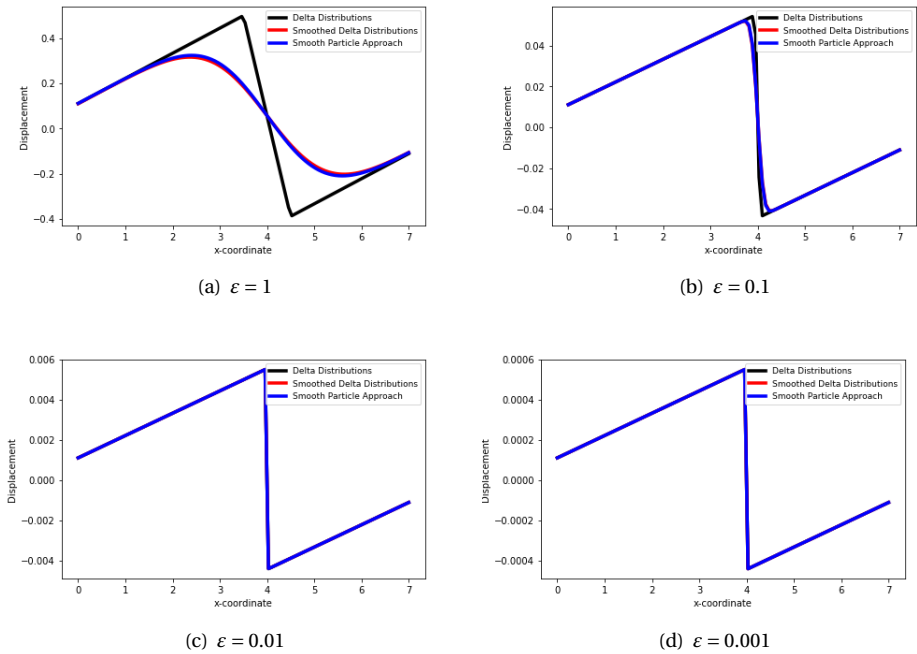 Delta Distributions
Smoothed Delta Distributions
Smooth Particle Approach
0.4
0.2
0.0
−0.2
−0.4
Displacement
0 1 2 3 4 5 6 7
x-coordinate
(a) ε = 1
Delta Distributions
Smoothed Delta Distributions
Smooth Particle Approach
0.04
0.02
0.00
−0.02
−0.04
Displacement
0 1 2 3 4 5 6 7
x-coordinate
(b) ε = 0.1
Delta Distributions
Smoothed Delta Distributions
Smooth Particle Approach
0.006
0.004
0.002
0.000
−0.002
−0.004
Displacement
0 1 2 3 4 5 6 7
x-coordinate
(c) ε = 0.01
Delta Distributions
Smoothed Delta Distributions
Smooth Particle Approach
0.0006
0.0004
0.0002
0.0000
−0.0002
−0.0004
Displacement
0 1 2 3 4 5 6 7
x-coordinate
(d) ε = 0.001